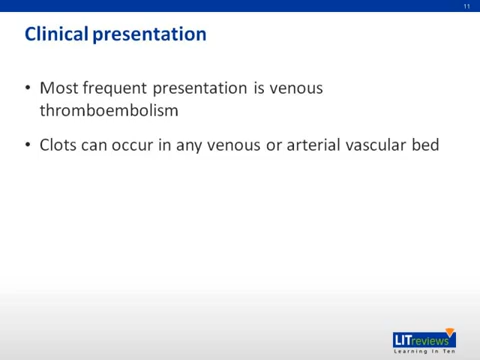 11
Clinical presentation
• Most frequent presentation is venous
thromboembolism
• Clots can occur in any venous or arterial vascular bed
LITreviews
Learning in Ten